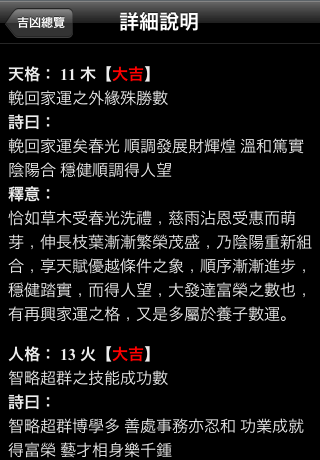 吉凶總覽
詳細說明
天格： 11 木【大吉】
輓回家運之外緣殊勝數
詩曰：
輓回家運矣春光 順調發展財輝煌 溫和篤實
陰陽合 穩健順調得人望
釋意：
恰如草木受春光洗禮，慈雨沾恩受惠而萌
芽，伸長枝葉漸漸繁榮茂盛，乃陰陽重新組
合，享天賦優越條件之象，順序漸漸進步，
穩健踏實，而得人望，大發達富榮之數也，
有再興家運之格，又是多屬於養子數運。
人格： 13 火【大吉】
智略超群之技能成功數
詩曰：
智略超群博學多 善處事務亦忍和 功業成就
得富榮 藝才相身樂千鍾